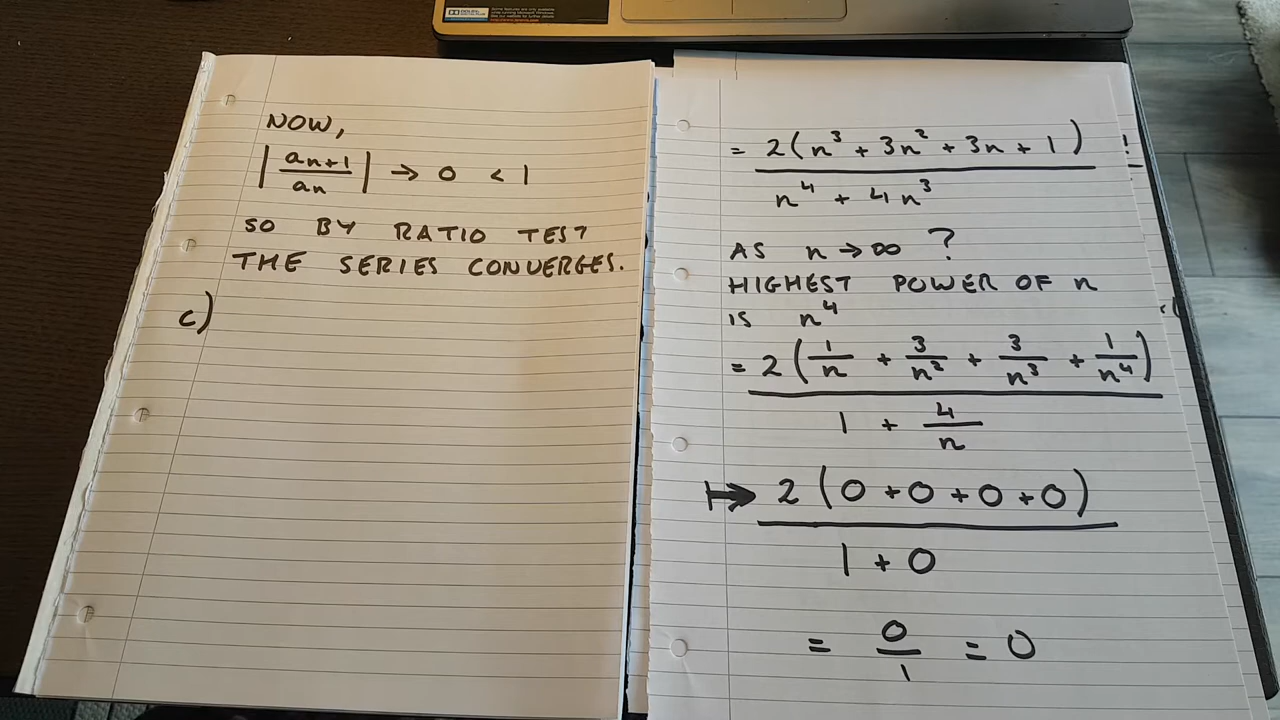 NOW,
|an+1/an| → 0 < 1
SO BY RATIO TEST
THE SERIES CONVERGES.
c)
= 2(n³ + 3n² + 3n + 1)
n⁴ + 4n³
AS n → ∞ ?
HIGHEST POWER OF n
IS n⁴
= 2(1/n + 3/n² + 3/n³ + 1/n⁴)
1 + 4/n
↦ 2(0 + 0 + 0 + 0)
1 + 0
= 0/1 = 0